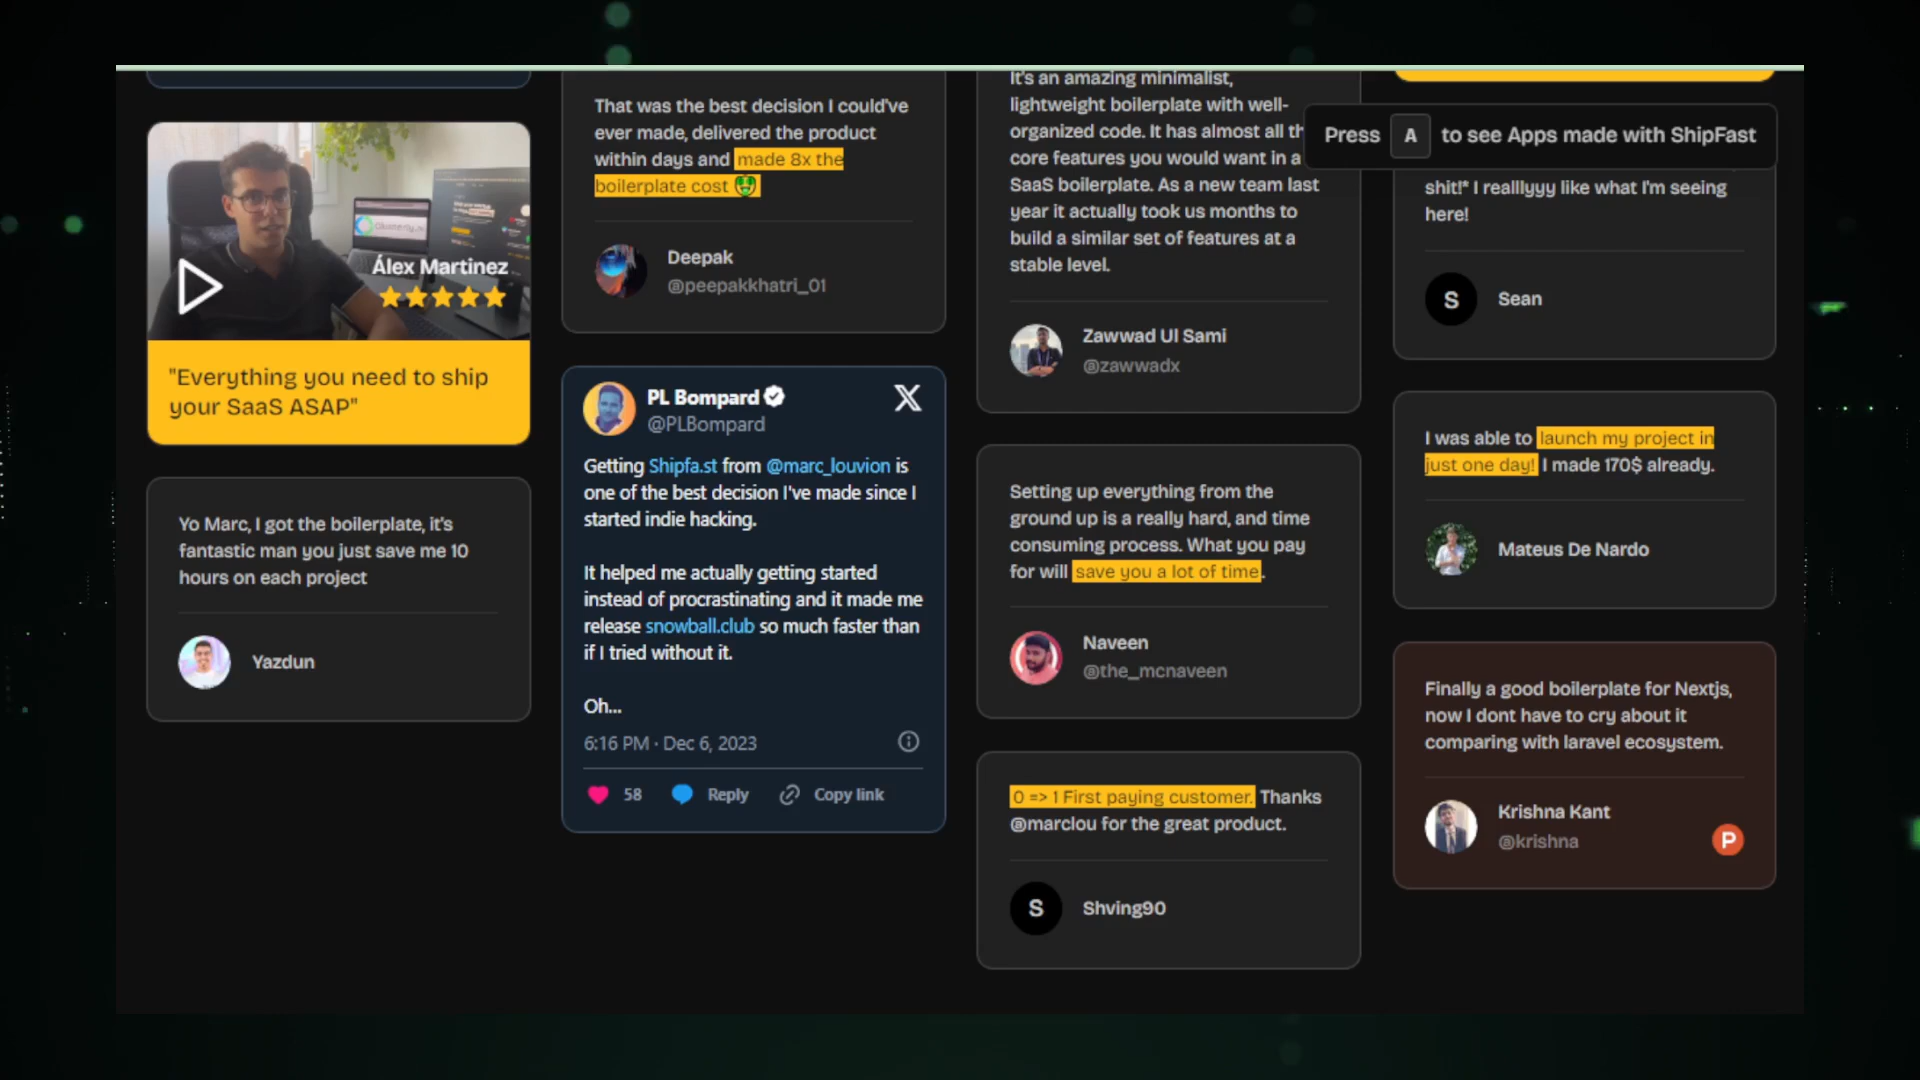 Álex Martinez
"Everything you need to ship
your SaaS ASAP"
Yo Marc, I got the boilerplate, it's
fantastic man you just save me 10
hours on each project
Yazdun
That was the best decision I could've
ever made, delivered the product
within days and made 8x the
boilerplate cost 🤑
Deepak
@peepakkhatri_01
PL Bompard
@PLBompard
Getting Shipfa.st from @marc_louvion is
one of the best decision I've made since I
started indie hacking.
It helped me actually getting started
instead of procrastinating and it made me
release snowball.club so much faster than
if I tried without it.
Oh...
6:16 PM · Dec 6, 2023
58 Reply Copy link
It's an amazing minimalist,
lightweight boilerplate with well-
organized code. It has almost all th
core features you would want in a
SaaS boilerplate. As a new team last
year it actually took us months to
build a similar set of features at a
stable level.
Zawwad Ul Sami
@zawwadx
Setting up everything from the
ground up is a really hard, and time
consuming process. What you pay
for will save you a lot of time.
Naveen
@the_mcnaveen
0 => 1 First paying customer. Thanks
@marclou for the great product.
S
Shving90
Press A to see Apps made with ShipFast
shit!* I realllyyy like what I'm seeing
here!
S
Sean
I was able to launch my project in
just one day! I made 170$ already.
Mateus De Nardo
Finally a good boilerplate for Nextjs,
now I dont have to cry about it
comparing with laravel ecosystem.
Krishna Kant
@krishna
P